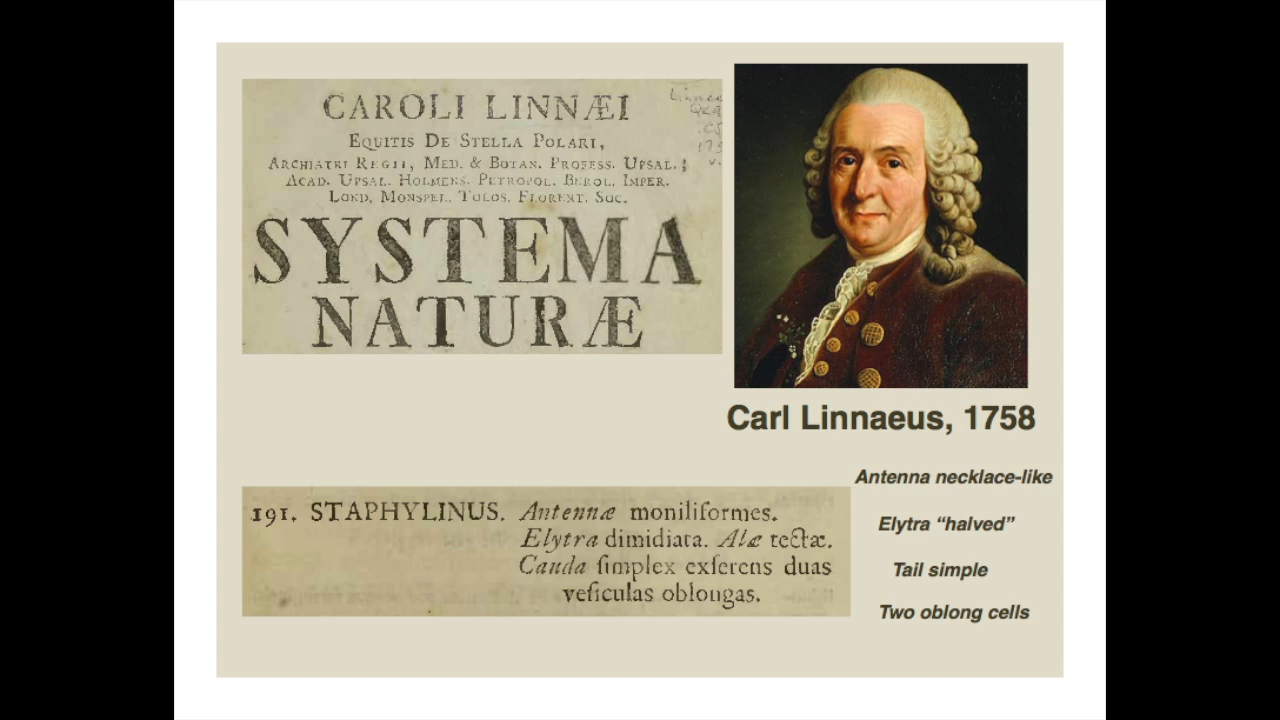 CAROLI LINNÆI
EQUITIS DE STELLA POLARI,
ARCHIATRI REGII, MED. & BOTAN. PROFESS. UPSAL.;
ACAD. UPSAL. HOLMENS. PETROPOL. BEROL. IMPER.
LOND. MONSPEL. TOLOS. FLORENT. SOC.
SYSTEMA
NATURÆ
Carl Linnaeus, 1758
191. STAPHYLINUS. Antennæ moniliſormes.
Elytra dimidiata. Alæ tectæ.
Cauda ſimplex exſerens duas
veſiculas oblongas.
Antenna necklace-like
Elytra “halved”
Tail simple
Two oblong cells